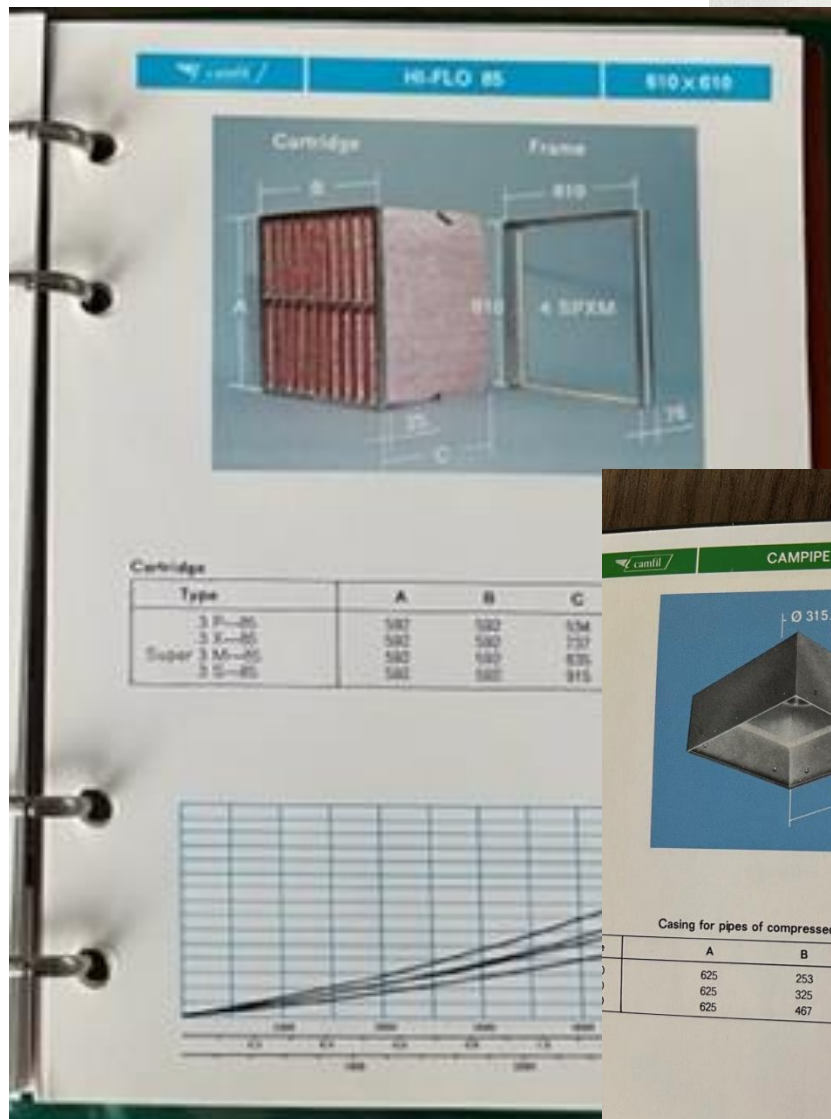 camfil
HI-FLO 85
610 x 610
Cartridge
Frame
B
610
A
610
4 SPXM
25
76
C
Cartridge
Type A B C
3 P—85 592 592 534
3 X—85 592 592 737
Super 3 M—85 592 592 635
3 S—85 592 592 915
camfil
CAMPIPE
Ø 315
Casing for pipes of compressed
A B
625 253
625 325
625 467